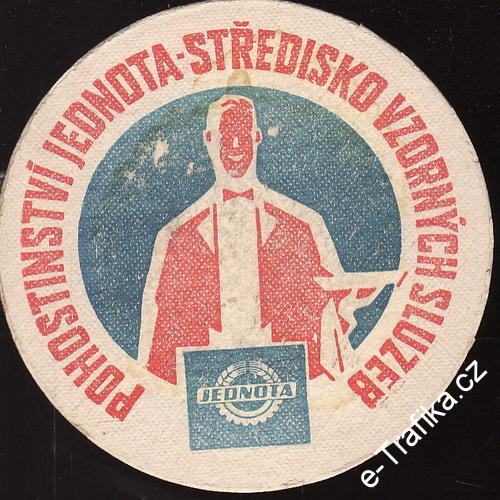 POHOSTINSTVÍ JEDNOTA-STŘEDISKO VZORNÝCH SLUŽEB
JEDNOTA
e-Trafika.cz